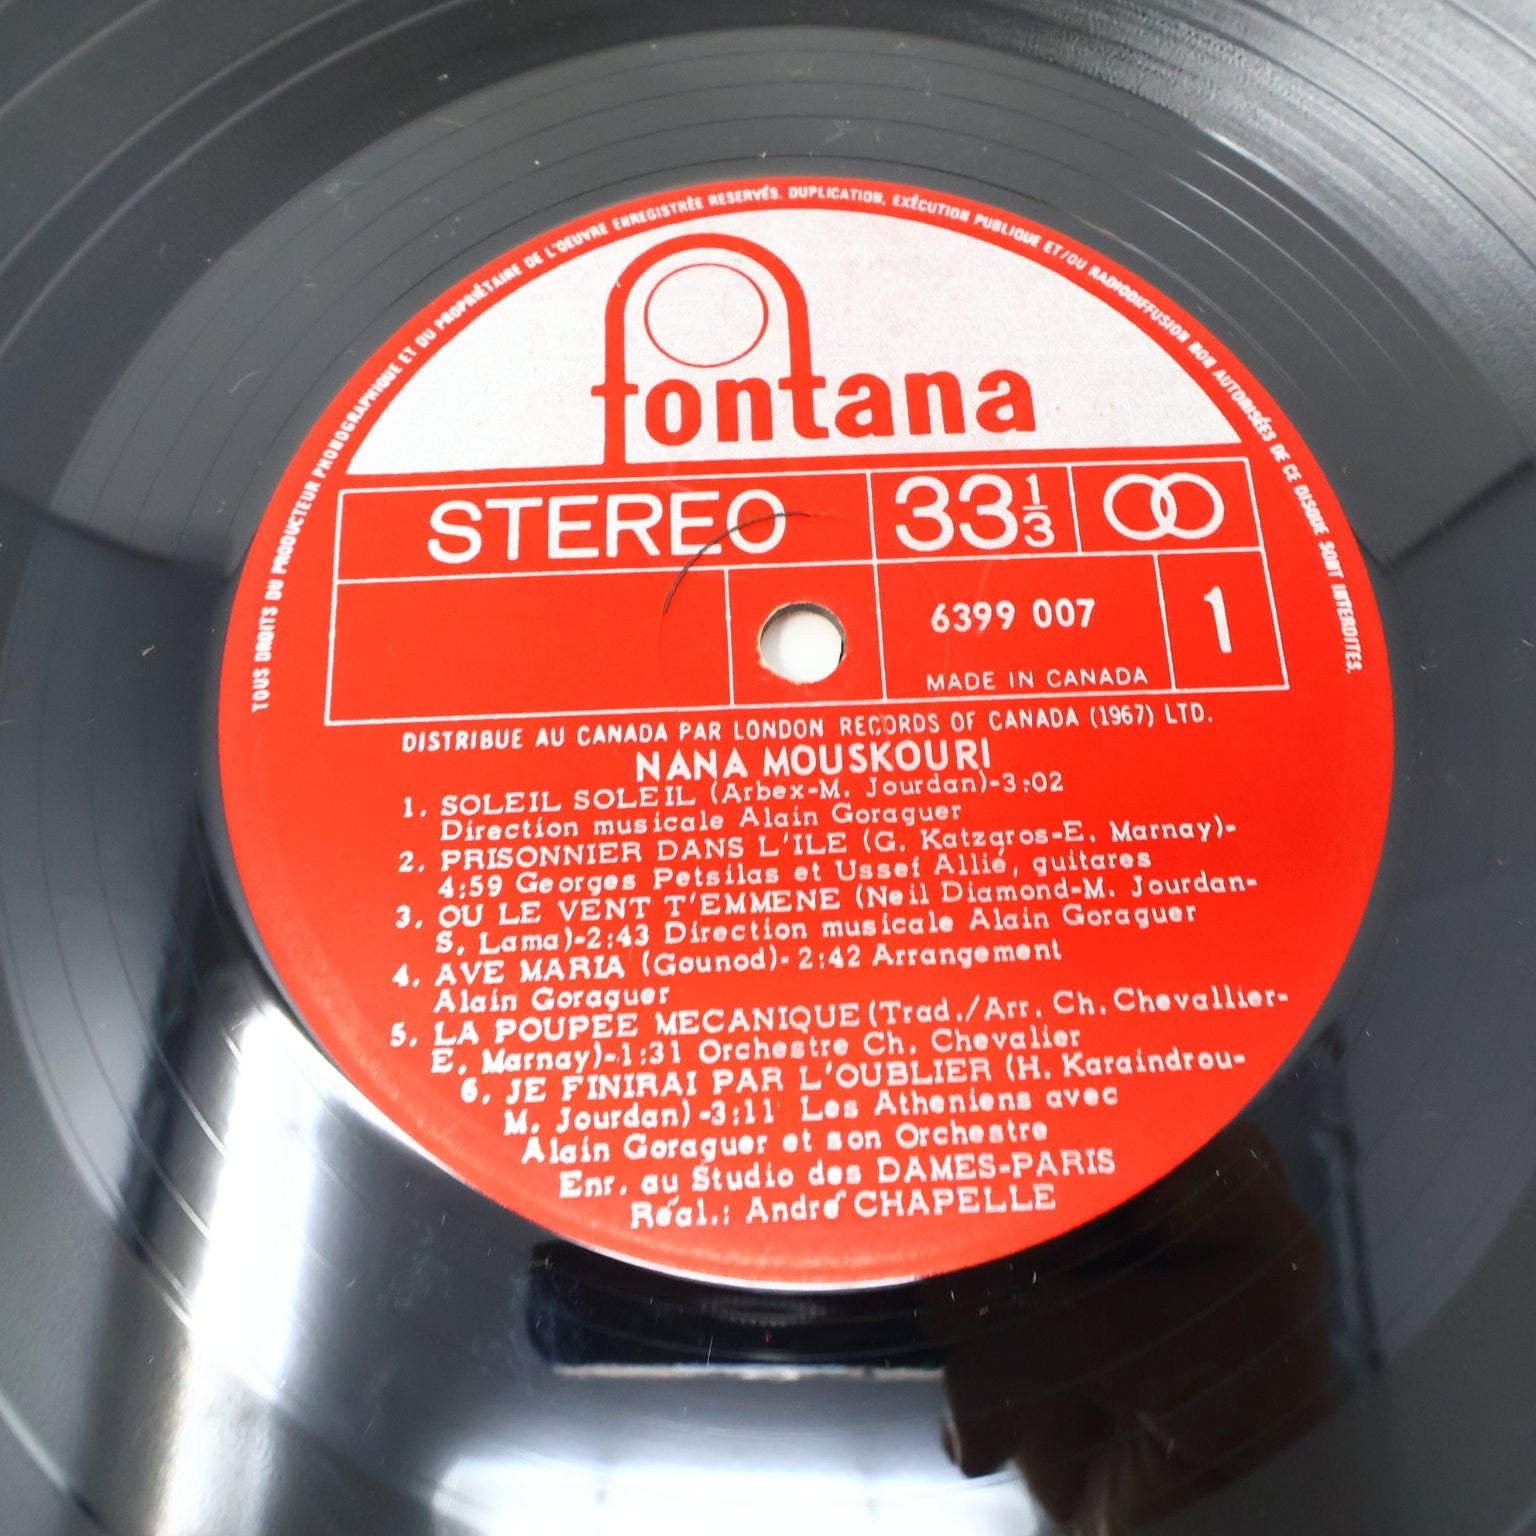 TOUS DROITS DU PRODUCTEUR PHONOGRAPHIQUE ET DU PROPRIÉTAIRE DE L'OEUVRE ENREGISTRÉE RESERVÉS. DUPLICATION, EXÉCUTION PUBLIQUE ET/OU RADIODIFFUSION NON AUTORISÉES DE CE DISQUE SONT INTERDITES.
fontana
STEREO 33 1/3
6399 007 1
MADE IN CANADA
DISTRIBUE AU CANADA PAR LONDON RECORDS OF CANADA (1967) LTD.
NANA MOUSKOURI
1. SOLEIL SOLEIL (Arbex-M. Jourdan)-3:02
Direction musicale Alain Goraguer
2. PRISONNIER DANS L'ILE (G. Katzaros-E. Marnay)-
4:59 Georges Petsilas et Ussef Allié, guitares
3. OU LE VENT T'EMMENE (Neil Diamond-M. Jourdan-
S. Lama)-2:43 Direction musicale Alain Goraguer
4. AVE MARIA (Gounod)-2:42 Arrangement
Alain Goraguer
5. LA POUPEE MECANIQUE (Trad./Arr. Ch. Chevallier-
E. Marnay)-1:31 Orchestre Ch. Chevalier
6. JE FINIRAI PAR L'OUBLIER (H. Karaindrou-
M. Jourdan)-3:11 Les Atheniens avec
Alain Goraguer et son Orchestre
Enr. au Studio des DAMES-PARIS
Réal.: André CHAPELLE